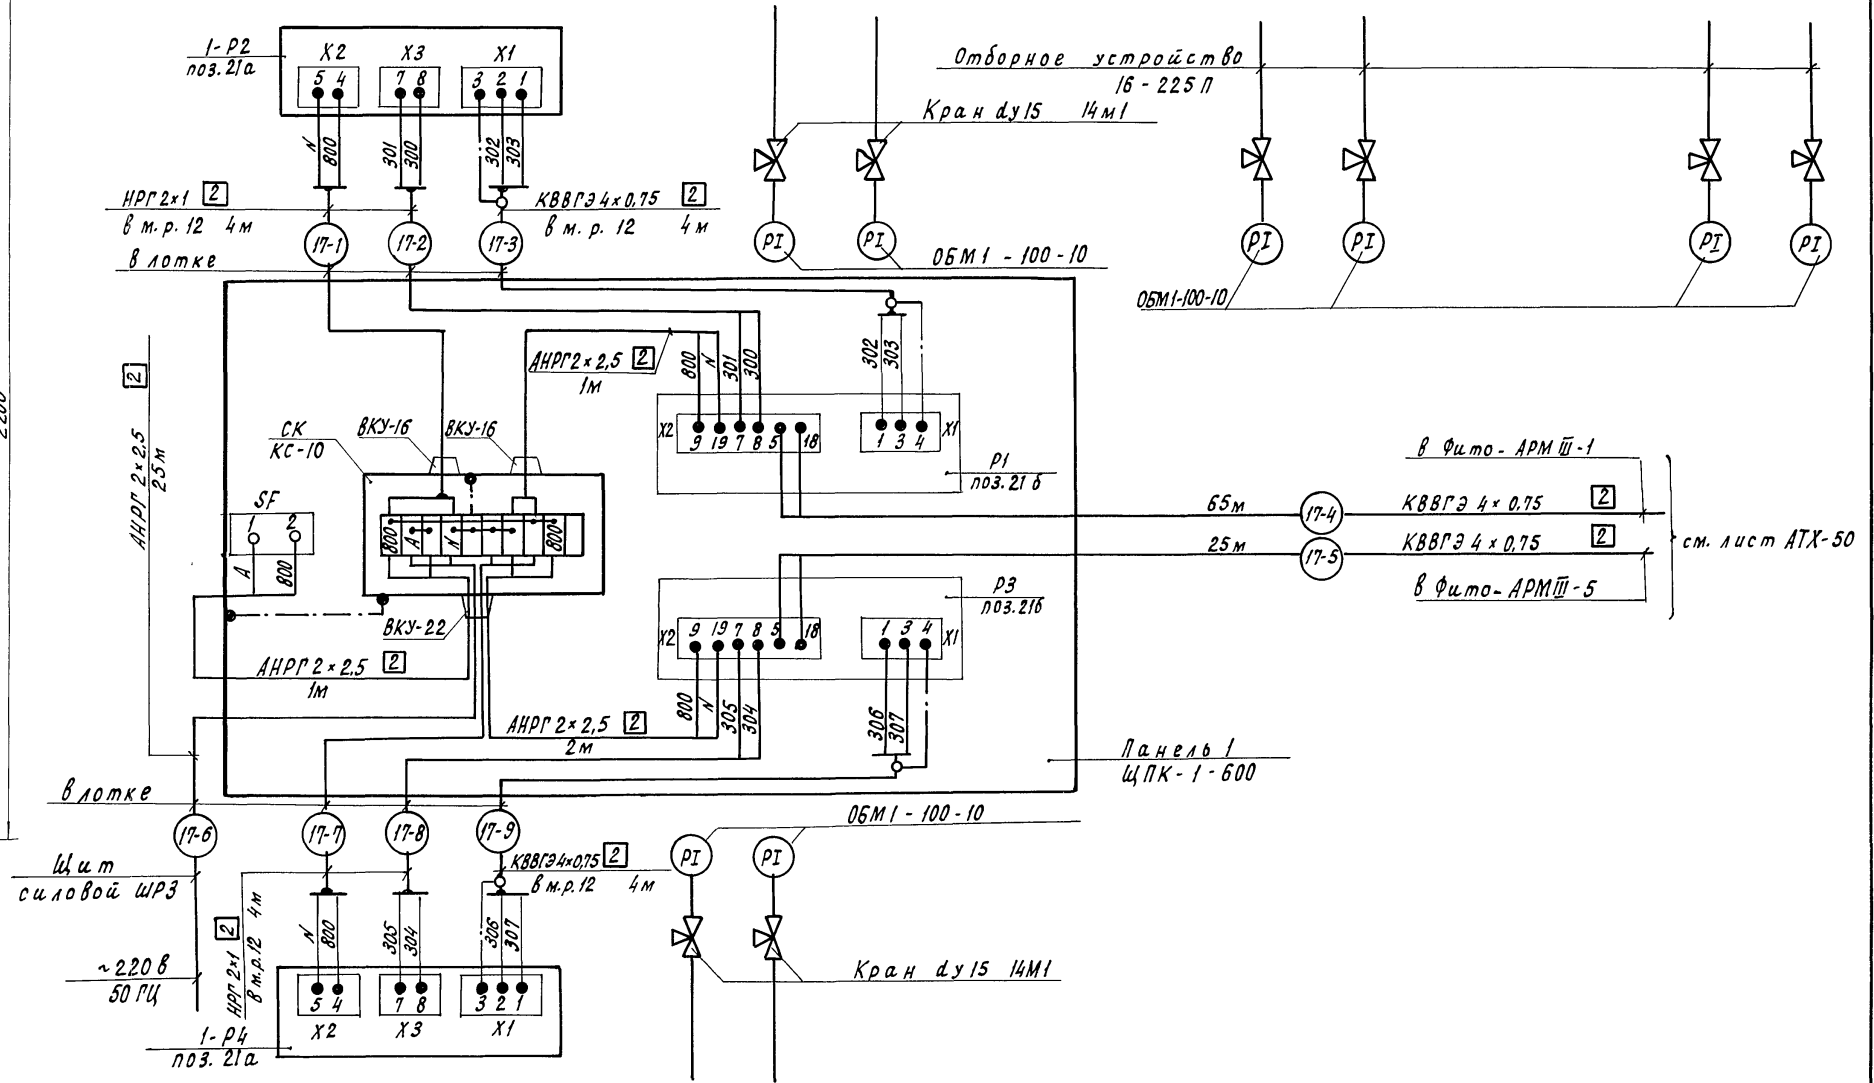 1-Р2
поз.21а
Х2 Х3 Х1
5 4 7 8 3 2 1
N 800 301 300 302 303
НРГ 2×1 2
в м.р.12 4м
КВВГЭ 4×0,75 2
в м.р. 12 4м
17-1 17-2 17-3
в лотке
Отборное устройство
16-225П
Кран dу15 14м1
PI PI
ОБМ1-100-10
PI PI PI PI
ОБМ1-100-10
2
АНРГ 2×2,5
25м
АНРГ 2×2,5 2
1м
800 N 301 300
302 303
Х2 9 19 7 8 5 18
1 3 4 Х1
Р1
поз.21б
СК
КС-10
ВКУ-16 ВКУ-16
SF
1 2
А 800
800 А N 800
ВКУ-22
АНРГ 2×2,5 2
1м
65м 17-4 КВВГЭ 4×0,75 2
в Фито-АРМ III-1
25м 17-5 КВВГЭ 4×0,75 2
в Фито-АРМ III-5
см. лист АТХ-50
Р3
поз.21б
Х2 9 19 7 8 5 18
1 3 4 Х1
800 N 305 304
306 307
АНРГ 2×2,5 2
2м
Панель 1
ЩПК-1-600
в лотке
17-6 17-7 17-8 17-9
Щит
силовой ШР3
~220в
50ГЦ
НРГ 2×1 2
в м.р.12 4м
КВВГЭ 4×0,75 2
в м.р.12 4м
N 800 305 304 306 307
5 4 7 8 3 2 1
Х2 Х3 Х1
1-Р4
поз. 21а
ОБМ1-100-10
PI PI
Кран dу15 14М1